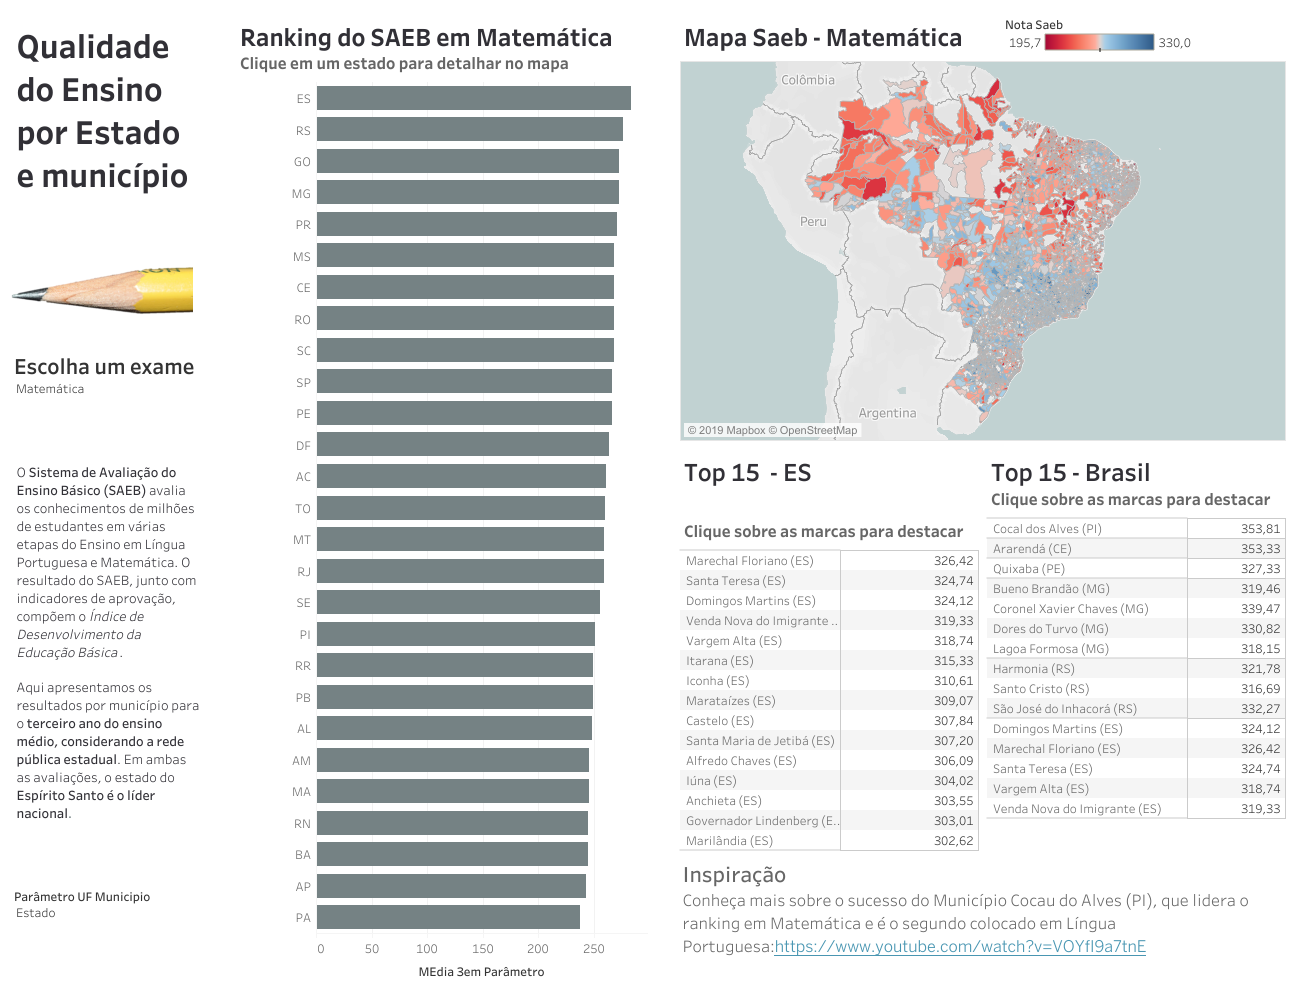 Qualidade
do Ensino
por Estado
e município
Escolha um exame
Matemática
O Sistema de Avaliação do
Ensino Básico (SAEB) avalia
os conhecimentos de milhões
de estudantes em várias
etapas do Ensino em Língua
Portuguesa e Matemática. O
resultado do SAEB, junto com
indicadores de aprovação,
compõem o Índice de
Desenvolvimento da
Educação Básica.
Aqui apresentamos os
resultados por município para
o terceiro ano do ensino
médio, considerando a rede
pública estadual. Em ambas
as avaliações, o estado do
Espírito Santo é o líder
nacional.
Parâmetro UF Municipio
Estado
Ranking do SAEB em Matemática
Clique em um estado para detalhar no mapa
ES
RS
GO
MG
PR
MS
CE
RO
SC
SP
PE
DF
AC
TO
MT
RJ
SE
PI
RR
PB
AL
AM
MA
RN
BA
AP
PA
0 50 100 150 200 250
MEdia 3em Parâmetro
Mapa Saeb - Matemática
Nota Saeb
195,7 330,0
Colômbia
Peru
Argentina
© 2019 Mapbox © OpenStreetMap
Top 15 - ES
Clique sobre as marcas para destacar
Marechal Floriano (ES) 326,42
Santa Teresa (ES) 324,74
Domingos Martins (ES) 324,12
Venda Nova do Imigrante .. 319,33
Vargem Alta (ES) 318,74
Itarana (ES) 315,33
Iconha (ES) 310,61
Marataízes (ES) 309,07
Castelo (ES) 307,84
Santa Maria de Jetibá (ES) 307,20
Alfredo Chaves (ES) 306,09
Iúna (ES) 304,02
Anchieta (ES) 303,55
Governador Lindenberg (E.. 303,01
Marilândia (ES) 302,62
Top 15 - Brasil
Clique sobre as marcas para destacar
Cocal dos Alves (PI) 353,81
Ararendá (CE) 353,33
Quixaba (PE) 327,33
Bueno Brandão (MG) 319,46
Coronel Xavier Chaves (MG) 339,47
Dores do Turvo (MG) 330,82
Lagoa Formosa (MG) 318,15
Harmonia (RS) 321,78
Santo Cristo (RS) 316,69
São José do Inhacorá (RS) 332,27
Domingos Martins (ES) 324,12
Marechal Floriano (ES) 326,42
Santa Teresa (ES) 324,74
Vargem Alta (ES) 318,74
Venda Nova do Imigrante (ES) 319,33
Inspiração
Conheça mais sobre o sucesso do Município Cocau do Alves (PI), que lidera o
ranking em Matemática e é o segundo colocado em Língua
Portuguesa:https://www.youtube.com/watch?v=VOYfI9a7tnE